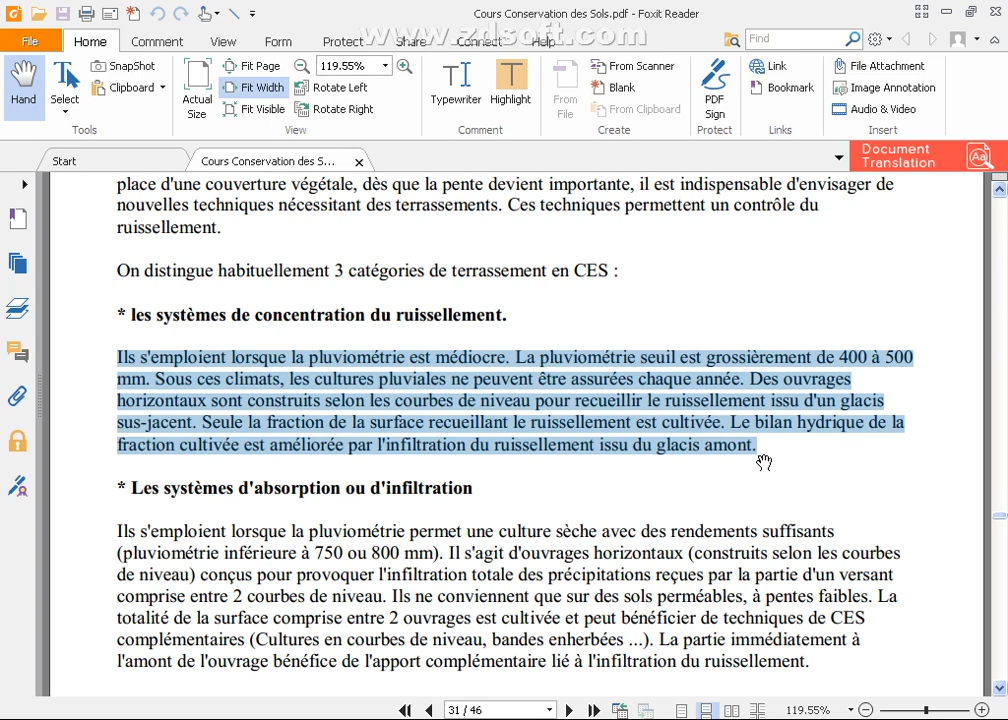 Cours Conservation des Sols.pdf - Foxit Reader
www.zdsoft.com
File Home Comment View Form Protect Share Connect Help Find
Hand
Select
SnapShot
Clipboard
Tools
Actual Size
Fit Page
Fit Width
Fit Visible
119.55%
Rotate Left
Rotate Right
View
Typewriter
Highlight
Comment
From File
From Scanner
Blank
From Clipboard
Create
PDF Sign
Protect
Link
Bookmark
Links
File Attachment
Image Annotation
Audio & Video
Insert
Start
Cours Conservation des S...
Document Translation
Aa
place d'une couverture végétale, dès que la pente devient importante, il est indispensable d'envisager de
nouvelles techniques nécessitant des terrassements. Ces techniques permettent un contrôle du
ruissellement.
On distingue habituellement 3 catégories de terrassement en CES :
* les systèmes de concentration du ruissellement.
Ils s'emploient lorsque la pluviométrie est médiocre. La pluviométrie seuil est grossièrement de 400 à 500
mm. Sous ces climats, les cultures pluviales ne peuvent être assurées chaque année. Des ouvrages
horizontaux sont construits selon les courbes de niveau pour recueillir le ruissellement issu d'un glacis
sus-jacent. Seule la fraction de la surface recueillant le ruissellement est cultivée. Le bilan hydrique de la
fraction cultivée est améliorée par l'infiltration du ruissellement issu du glacis amont.
* Les systèmes d'absorption ou d'infiltration
Ils s'emploient lorsque la pluviométrie permet une culture sèche avec des rendements suffisants
(pluviométrie inférieure à 750 ou 800 mm). Il s'agit d'ouvrages horizontaux (construits selon les courbes
de niveau) conçus pour provoquer l'infiltration totale des précipitations reçues par la partie d'un versant
comprise entre 2 courbes de niveau. Ils ne conviennent que sur des sols perméables, à pentes faibles. La
totalité de la surface comprise entre 2 ouvrages est cultivée et peut bénéficier de techniques de CES
complémentaires (Cultures en courbes de niveau, bandes enherbées ...). La partie immédiatement à
l'amont de l'ouvrage bénéfice de l'apport complémentaire lié à l'infiltration du ruissellement.
31 / 46
119.55%